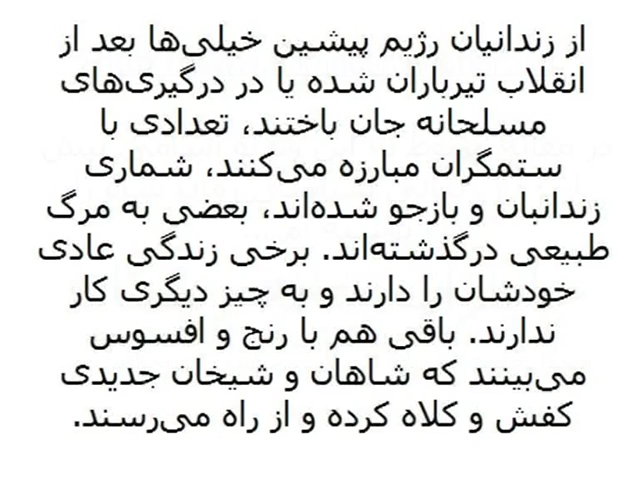 از زندانیان رژیم پیشین خیلی‌ها بعد از
انقلاب تیرباران شده یا در درگیری‌های
مسلحانه جان باختند، تعدادی با
ستمگران مبارزه می‌کنند، شماری
زندانبان و بازجو شده‌اند، بعضی به مرگ
طبیعی درگذشته‌اند. برخی زندگی عادی
خودشان را دارند و به چیز دیگری کار
ندارند. باقی هم با رنج و افسوس
می‌بینند که شاهان و شیخان جدیدی
کفش و کلاه کرده و از راه می‌رسند.